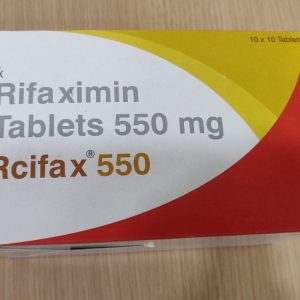 10 x 10 Tablets
Rifaximin
Tablets 550 mg
Rcifax® 550